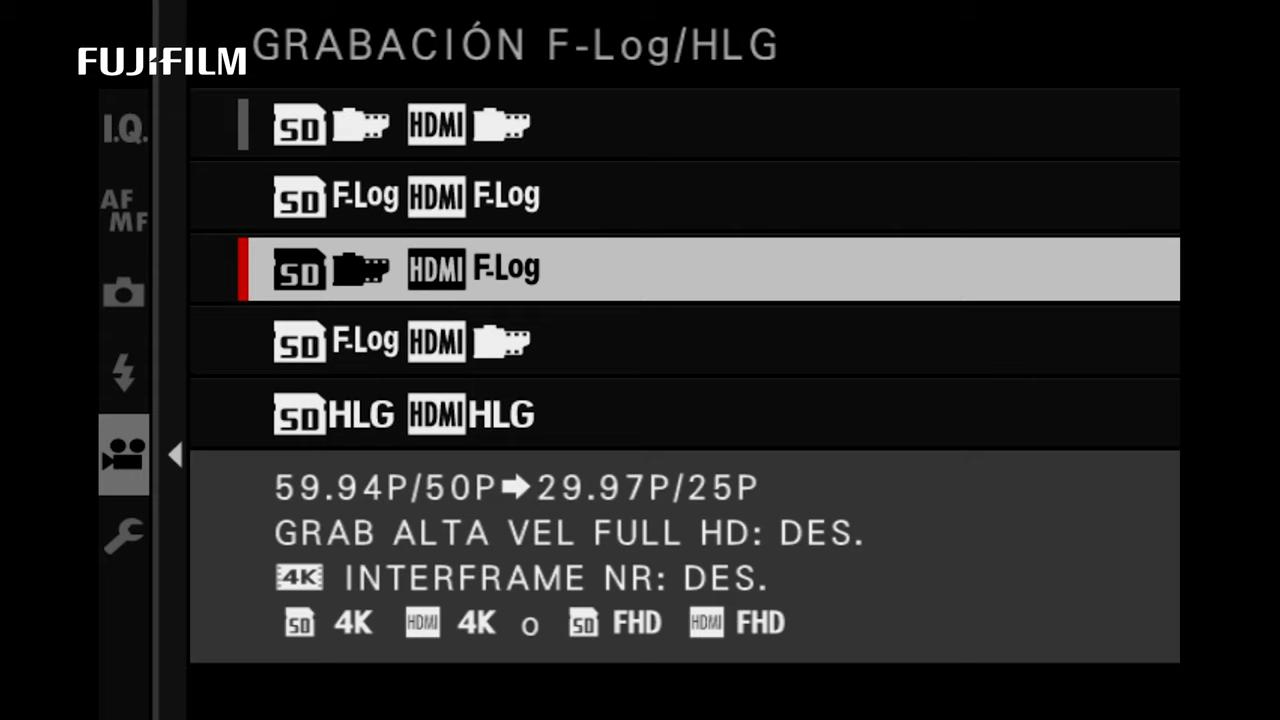 GRABACIÓN F-Log/HLG
FUJIFILM
I.Q.
AF
MF
SD HDMI
SD F-Log HDMI F-Log
SD HDMI F-Log
SD F-Log HDMI
SD HLG HDMI HLG
59.94P/50P➡29.97P/25P
GRAB ALTA VEL FULL HD: DES.
4K INTERFRAME NR: DES.
SD 4K HDMI 4K o SD FHD HDMI FHD